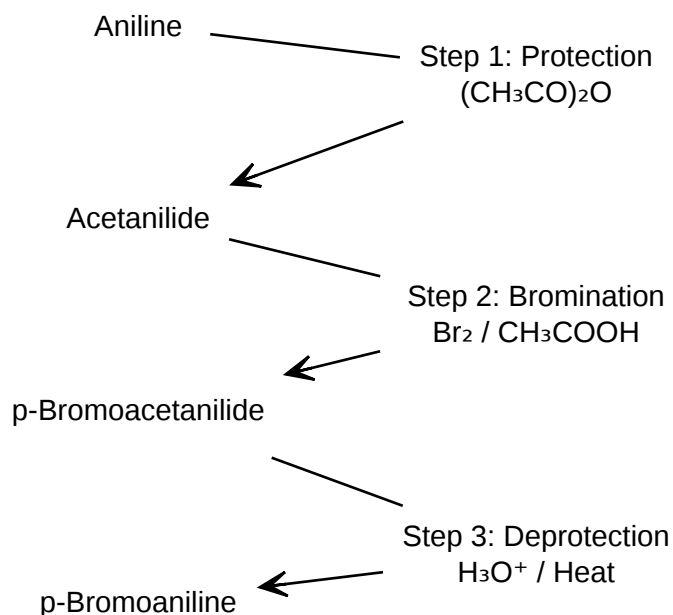 Aniline
Step 1: Protection
(CH₃CO)₂O
Acetanilide
Step 2: Bromination
Br₂ / CH₃COOH
p-Bromoacetanilide
Step 3: Deprotection
H₃O⁺ / Heat
p-Bromoaniline